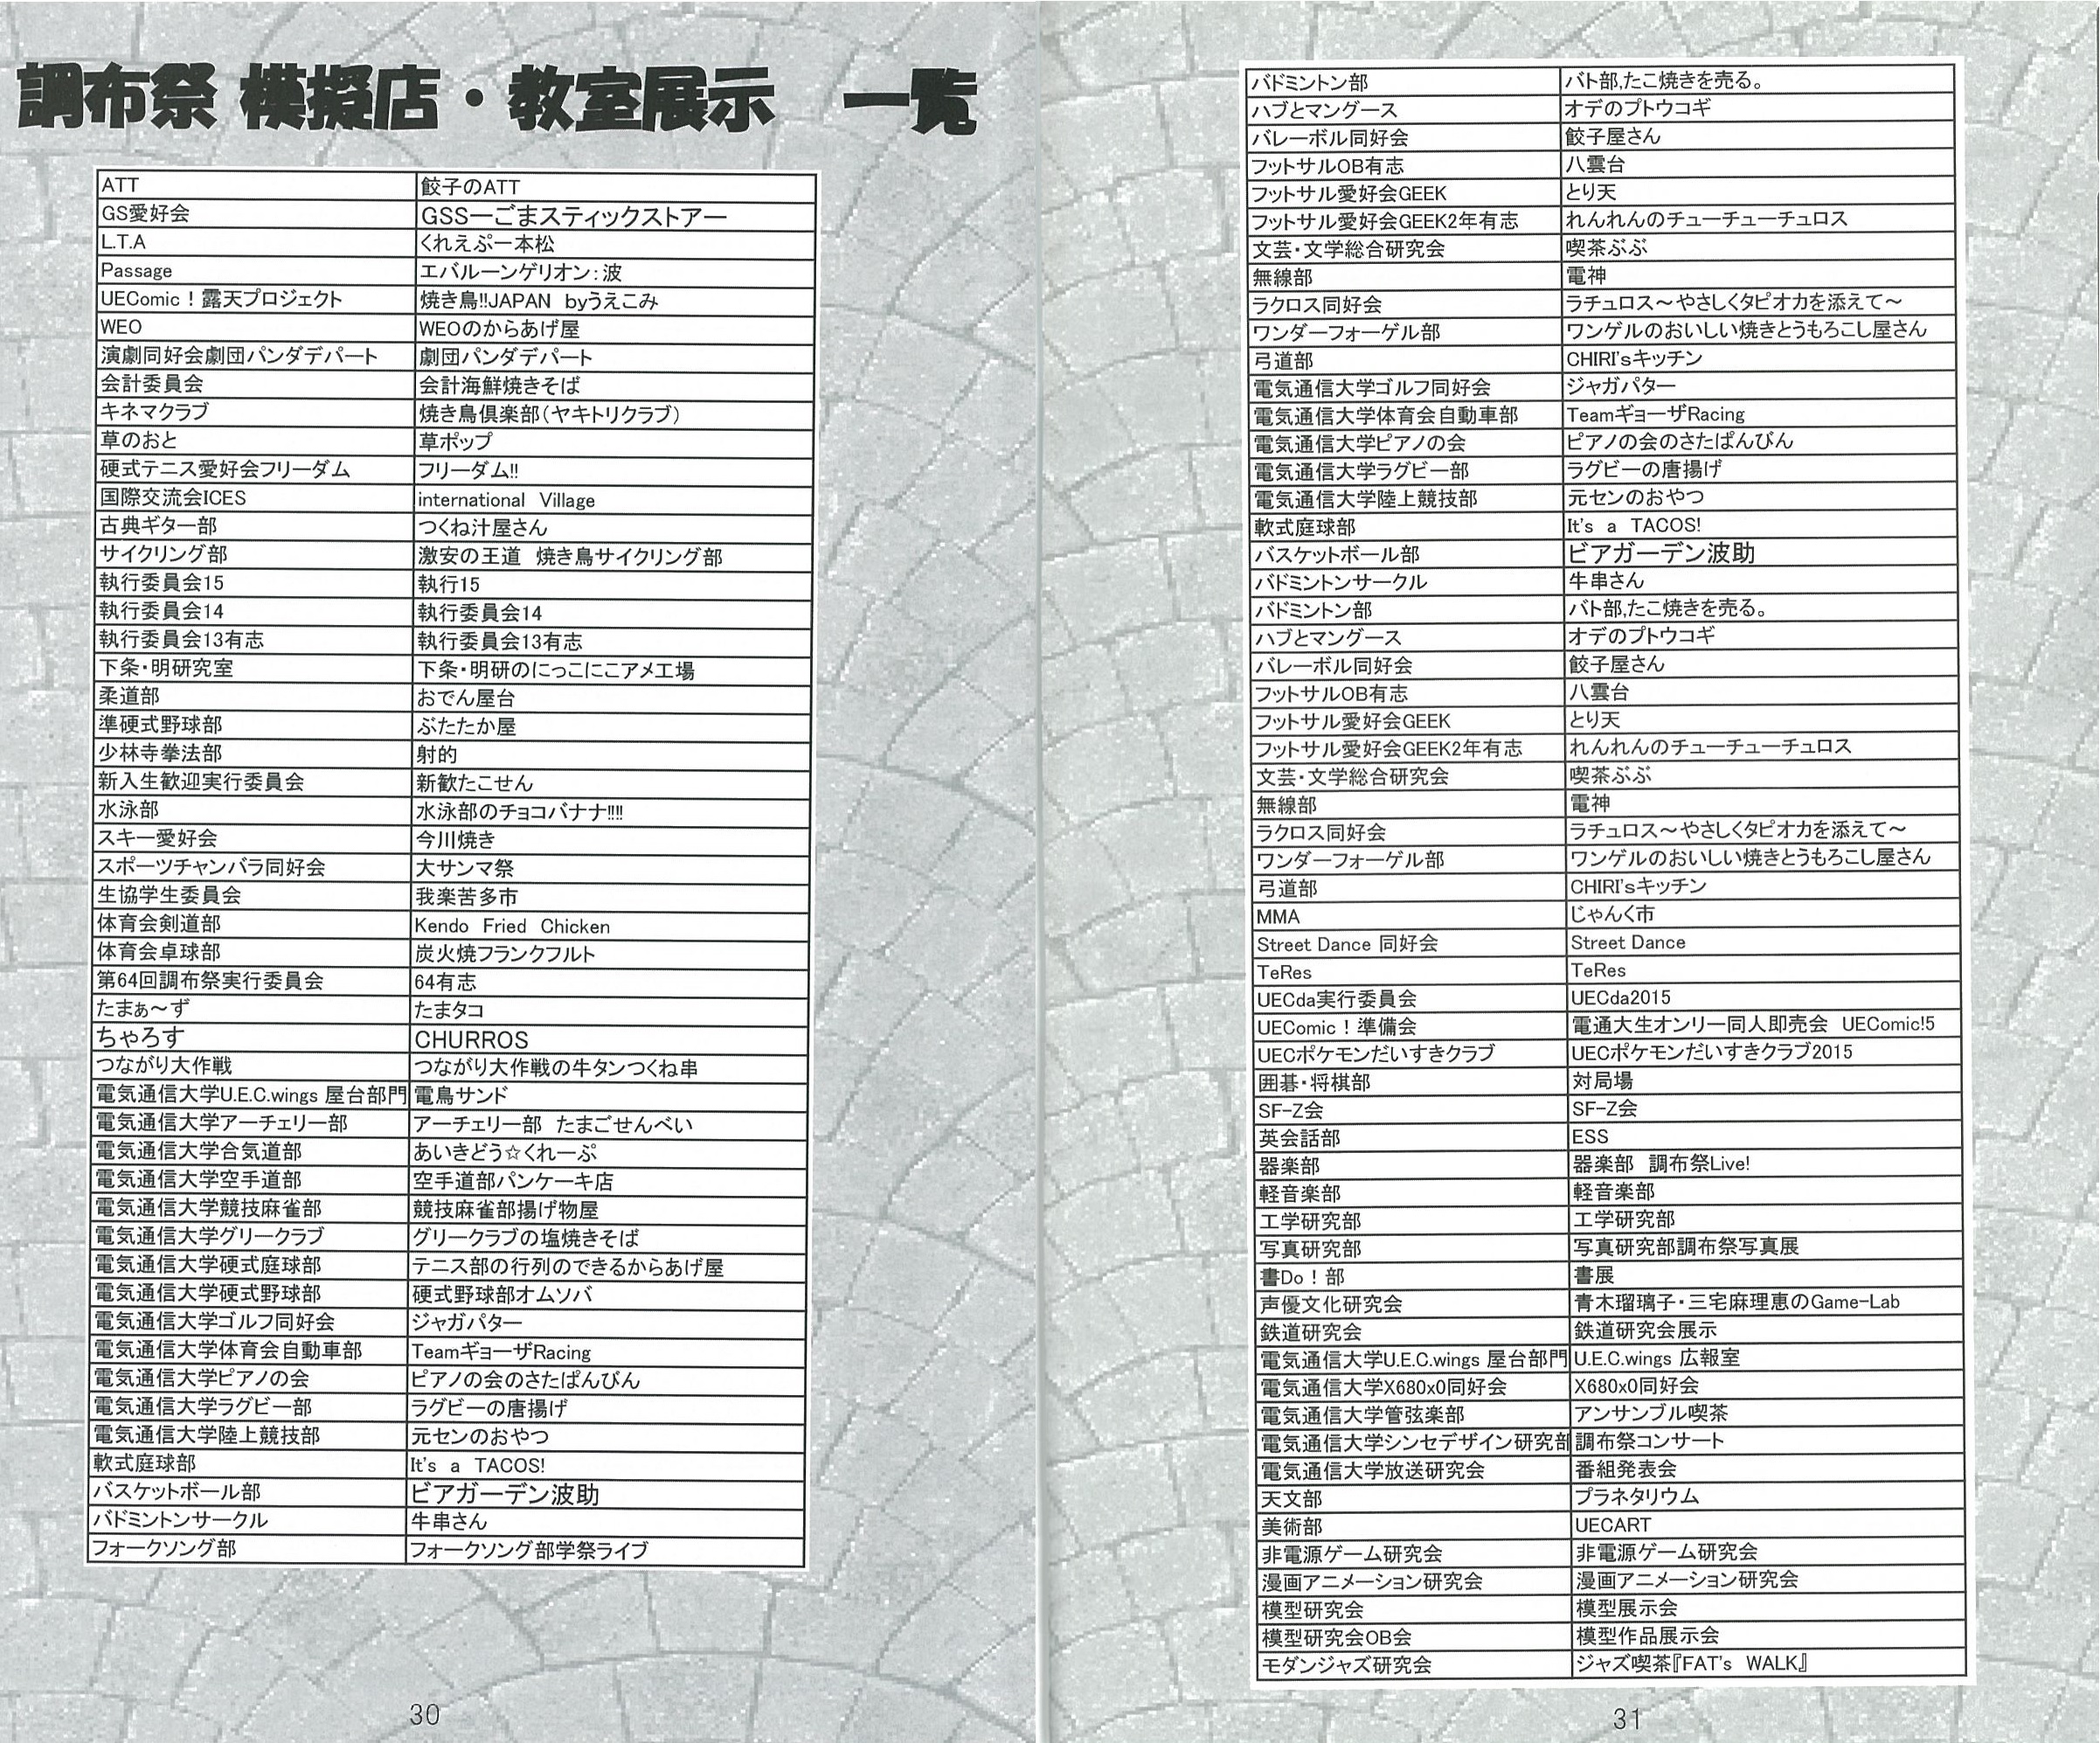 調布祭 模擬店・教室展示 一覧
ATT 餃子のATT
GS愛好会 GSSーごまスティックストアー
L.T.A くれえぷー本松
Passage エバルーンゲリオン:波
UEComic！露天プロジェクト 焼き鳥!!JAPAN byうえこみ
WEO WEOのからあげ屋
演劇同好会劇団パンダデパート 劇団パンダデパート
会計委員会 会計海鮮焼きそば
キネマクラブ 焼き鳥倶楽部(ヤキトリクラブ)
草のおと 草ポップ
硬式テニス愛好会フリーダム フリーダム!!
国際交流会ICES international Village
古典ギター部 つくね汁屋さん
サイクリング部 激安の王道 焼き鳥サイクリング部
執行委員会15 執行15
執行委員会14 執行委員会14
執行委員会13有志 執行委員会13有志
下条・明研究室 下条・明研のにっこにこアメ工場
柔道部 おでん屋台
準硬式野球部 ぶたたか屋
少林寺拳法部 射的
新入生歓迎実行委員会 新歓たこせん
水泳部 水泳部のチョコバナナ!!!!
スキー愛好会 今川焼き
スポーツチャンバラ同好会 大サンマ祭
生協学生委員会 我楽苦多市
体育会剣道部 Kendo Fried Chicken
体育会卓球部 炭火焼フランクフルト
第64回調布祭実行委員会 64有志
たまぁ～ず たまタコ
ちゃろす CHURROS
つながり大作戦 つながり大作戦の牛タンつくね串
電気通信大学U.E.C.wings 屋台部門 電鳥サンド
電気通信大学アーチェリー部 アーチェリー部 たまごせんべい
電気通信大学合気道部 あいきどう☆くれーぷ
電気通信大学空手道部 空手道部パンケーキ店
電気通信大学競技麻雀部 競技麻雀部揚げ物屋
電気通信大学グリークラブ グリークラブの塩焼きそば
電気通信大学硬式庭球部 テニス部の行列のできるからあげ屋
電気通信大学硬式野球部 硬式野球部オムソバ
電気通信大学ゴルフ同好会 ジャガパター
電気通信大学体育会自動車部 TeamギョーザRacing
電気通信大学ピアノの会 ピアノの会のさたぱんびん
電気通信大学ラグビー部 ラグビーの唐揚げ
電気通信大学陸上競技部 元センのおやつ
軟式庭球部 It's a TACOS!
バスケットボール部 ビアガーデン波助
バドミントンサークル 牛串さん
フォークソング部 フォークソング部学祭ライブ
30
バドミントン部 バト部,たこ焼きを売る。
ハブとマングース オデのプトウコギ
バレーボル同好会 餃子屋さん
フットサルOB有志 八雲台
フットサル愛好会GEEK とり天
フットサル愛好会GEEK2年有志 れんれんのチューチューチュロス
文芸・文学総合研究会 喫茶ぶぶ
無線部 電神
ラクロス同好会 ラチュロス～やさしくタピオカを添えて～
ワンダーフォーゲル部 ワンゲルのおいしい焼きとうもろこし屋さん
弓道部 CHIRI'sキッチン
電気通信大学ゴルフ同好会 ジャガパター
電気通信大学体育会自動車部 TeamギョーザRacing
電気通信大学ピアノの会 ピアノの会のさたぱんびん
電気通信大学ラグビー部 ラグビーの唐揚げ
電気通信大学陸上競技部 元センのおやつ
軟式庭球部 It's a TACOS!
バスケットボール部 ビアガーデン波助
バドミントンサークル 牛串さん
バドミントン部 バト部,たこ焼きを売る。
ハブとマングース オデのプトウコギ
バレーボル同好会 餃子屋さん
フットサルOB有志 八雲台
フットサル愛好会GEEK とり天
フットサル愛好会GEEK2年有志 れんれんのチューチューチュロス
文芸・文学総合研究会 喫茶ぶぶ
無線部 電神
ラクロス同好会 ラチュロス～やさしくタピオカを添えて～
ワンダーフォーゲル部 ワンゲルのおいしい焼きとうもろこし屋さん
弓道部 CHIRI'sキッチン
MMA じゃんく市
Street Dance 同好会 Street Dance
TeRes TeRes
UECda実行委員会 UECda2015
UEComic！準備会 電通大生オンリー同人即売会 UEComic!5
UECポケモンだいすきクラブ UECポケモンだいすきクラブ2015
囲碁・将棋部 対局場
SF-Z会 SF-Z会
英会話部 ESS
器楽部 器楽部 調布祭Live!
軽音楽部 軽音楽部
工学研究部 工学研究部
写真研究部 写真研究部調布祭写真展
書Do！部 書展
声優文化研究会 青木瑠璃子・三宅麻理恵のGame-Lab
鉄道研究会 鉄道研究会展示
電気通信大学U.E.C.wings 屋台部門 U.E.C.wings 広報室
電気通信大学X680x0同好会 X680x0同好会
電気通信大学管弦楽部 アンサンブル喫茶
電気通信大学シンセデザイン研究部 調布祭コンサート
電気通信大学放送研究会 番組発表会
天文部 プラネタリウム
美術部 UECART
非電源ゲーム研究会 非電源ゲーム研究会
漫画アニメーション研究会 漫画アニメーション研究会
模型研究会 模型展示会
模型研究会OB会 模型作品展示会
モダンジャズ研究会 ジャズ喫茶『FAT's WALK』
31